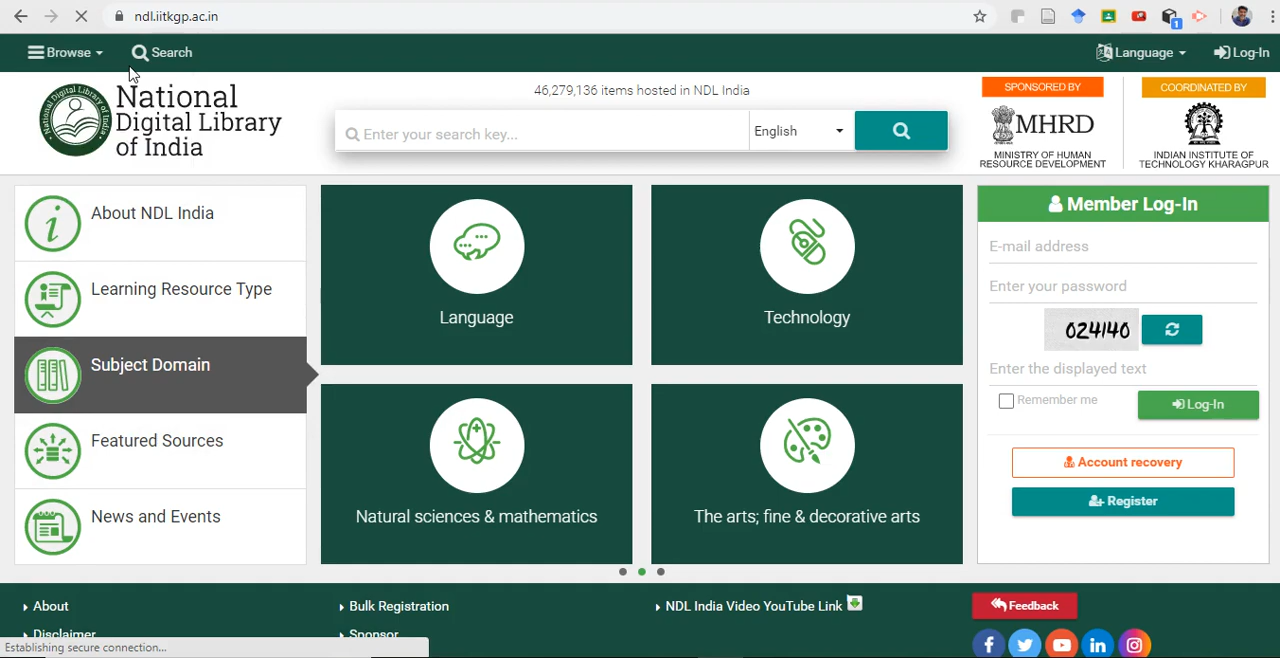 ndl.iitkgp.ac.in
1
Browse
Search
Language
Log-In
National
Digital Library
of India
46,279,136 items hosted in NDL India
Enter your search key...
English
SPONSORED BY
MHRD
MINISTRY OF HUMAN
RESOURCE DEVELOPMENT
COORDINATED BY
INDIAN INSTITUTE OF
TECHNOLOGY KHARAGPUR
About NDL India
Learning Resource Type
Subject Domain
Featured Sources
News and Events
Language
Technology
Natural sciences & mathematics
The arts; fine & decorative arts
Member Log-In
E-mail address
Enter your password
024140
Enter the displayed text
Remember me
Log-In
Account recovery
Register
About
Bulk Registration
NDL India Video YouTube Link
Feedback
Disclaimer
Sponsor
Establishing secure connection...